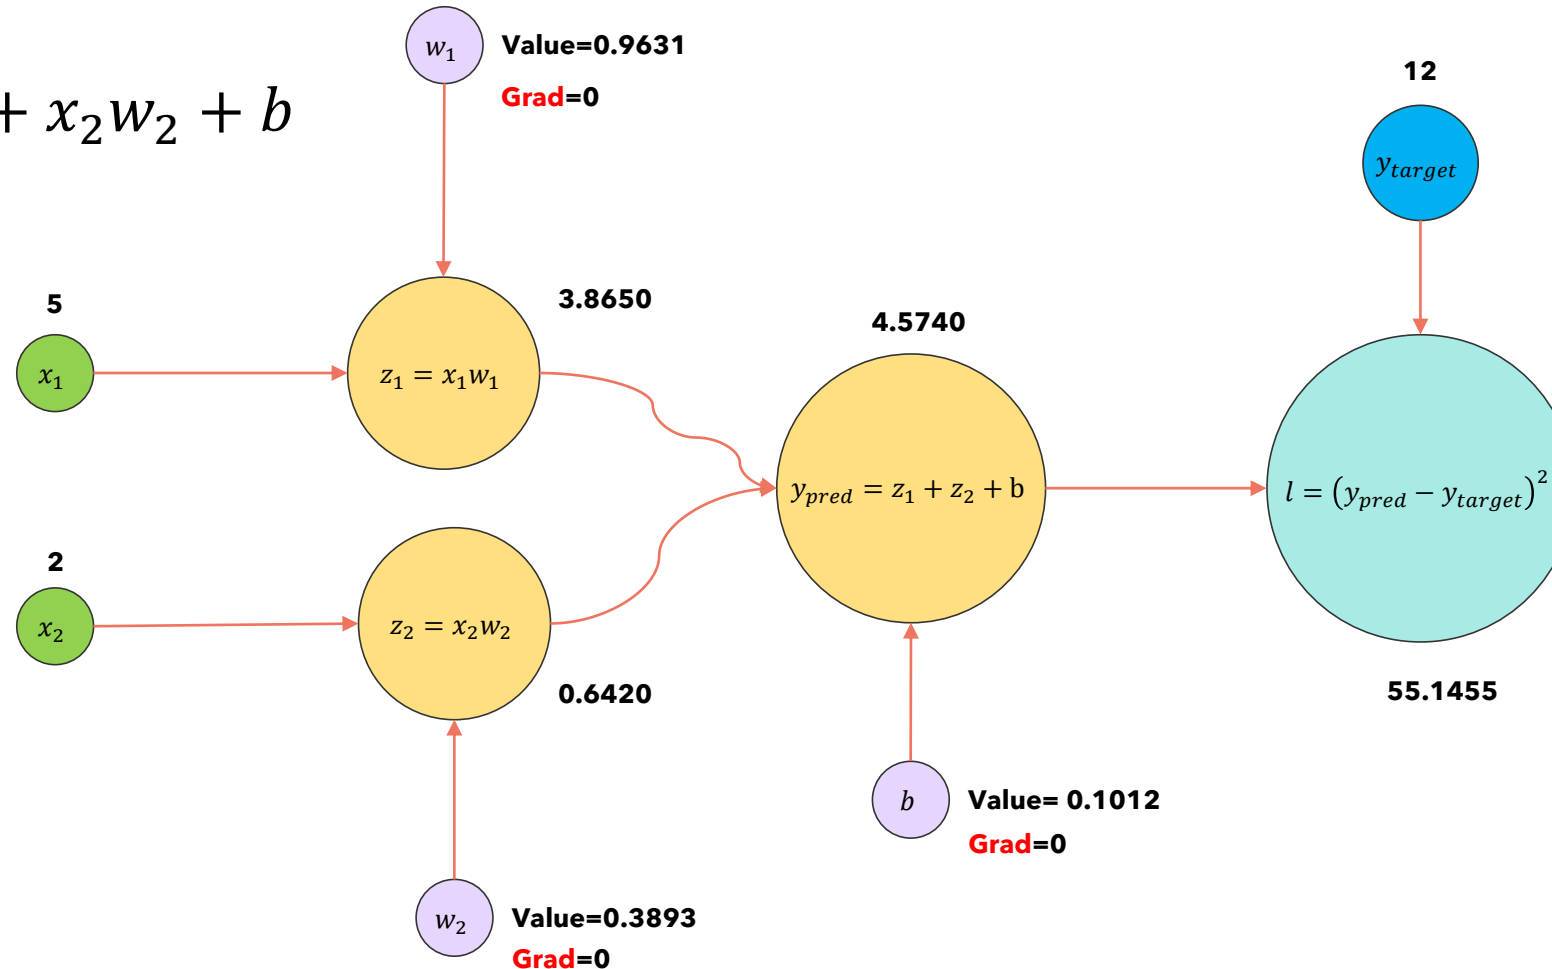 w₁
Value=0.9631
Grad=0
+ x₂w₂ + b
12
y_target
5
x₁
z₁ = x₁w₁
3.8650
4.5740
y_pred = z₁ + z₂ + b
l = (y_pred − y_target)²
2
x₂
z₂ = x₂w₂
0.6420
55.1455
b
Value= 0.1012
Grad=0
w₂
Value=0.3893
Grad=0